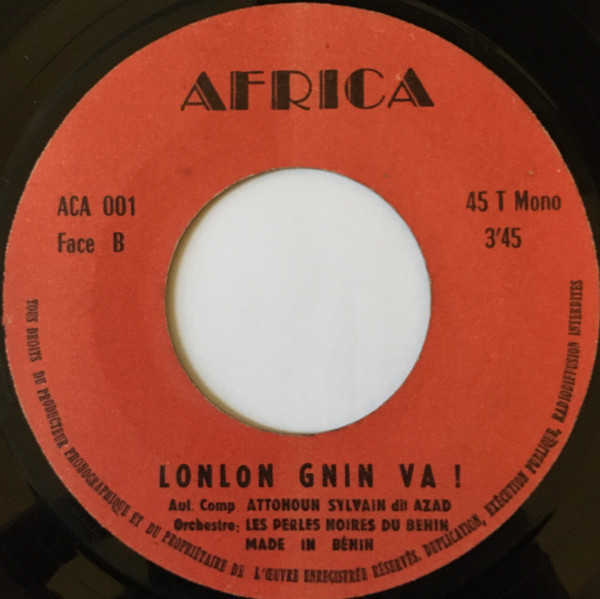 AFRICA
ACA 001
Face B
45 T Mono
3'45
LONLON GNIN VA !
Aut. Comp ATTOHOUN SYLVAIN dit AZAD
Orchestre: LES PERLES NOIRES DU BENIN
MADE IN BÉNIN
TOUS DROITS DU PRODUCTEUR PHONOGRAPHIQUE ET DU PROPRIÉTAIRE DE L'ŒUVRE ENREGISTRÉE RÉSERVÉS. DUPLICATION, EXÉCUTION PUBLIQUE, RADIODIFFUSION INTERDITES